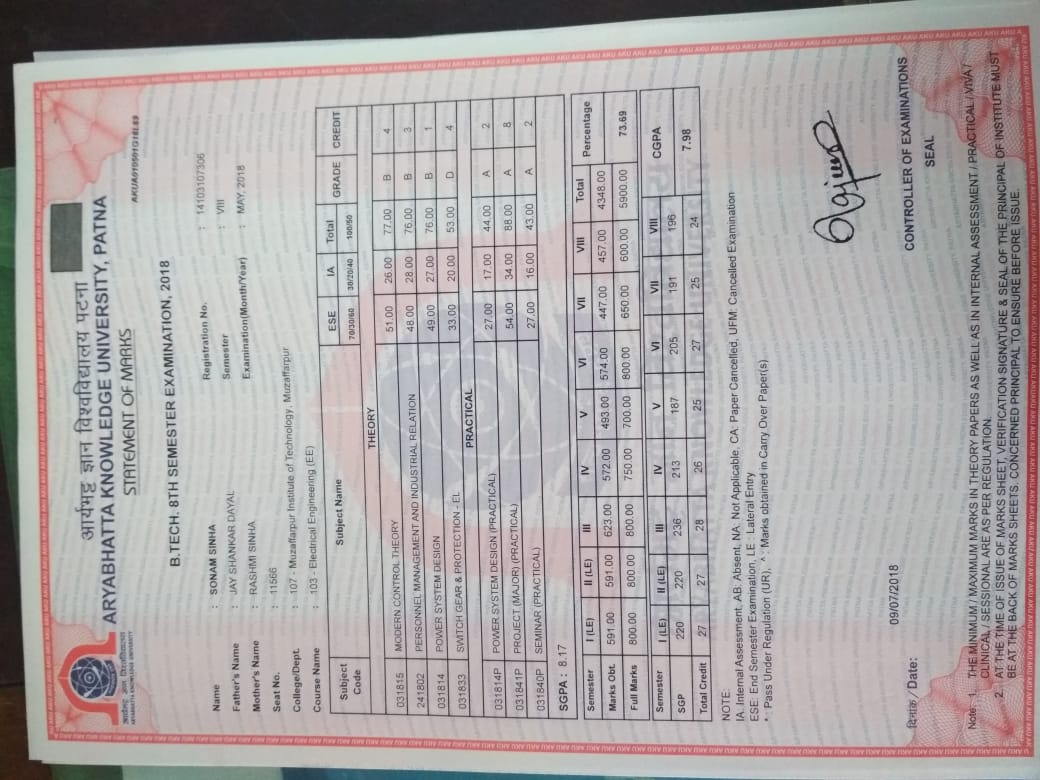 आर्यभट्ट ज्ञान विश्वविद्यालय पटना
ARYABHATTA KNOWLEDGE UNIVERSITY, PATNA
STATEMENT OF MARKS
आर्यभट्ट ज्ञान विश्वविद्यालय
ARYABHATTA KNOWLEDGE UNIVERSITY
B.TECH. 8TH SEMESTER EXAMINATION, 2018
Name : SONAM SINHA Registration No. : 14103107306
Father's Name : JAY SHANKAR DAYAL Semester : VIII
Mother's Name : RASHMI SINHA Examination(Month/Year) : MAY, 2018
Seat No. : 11566
College/Dept. : 107 - Muzaffarpur Institute of Technology, Muzaffarpur
Course Name : 103 - Electrical Engineering (EE)
Subject Code Subject Name ESE IA Total GRADE CREDIT
70/30/60 30/20/40 100/50
THEORY
031815 MODERN CONTROL THEORY 51.00 26.00 77.00 B 4
241802 PERSONNEL MANAGEMENT AND INDUSTRIAL RELATION 48.00 28.00 76.00 B 3
031814 POWER SYSTEM DESIGN 49.00 27.00 76.00 B 1
031833 SWITCH GEAR & PROTECTION - EL 33.00 20.00 53.00 D 4
PRACTICAL
031814P POWER SYSTEM DESIGN (PRACTICAL) 27.00 17.00 44.00 A 2
031841P PROJECT (MAJOR) (PRACTICAL) 54.00 34.00 88.00 A 8
031840P SEMINAR (PRACTICAL) 27.00 16.00 43.00 A 2
SGPA : 8.17
Semester I (LE) II (LE) III IV V VI VII VIII Total Percentage
Marks Obt. 591.00 591.00 623.00 572.00 493.00 574.00 447.00 457.00 4348.00 73.69
Full Marks 800.00 800.00 800.00 750.00 700.00 800.00 650.00 600.00 5900.00
Semester I (LE) II (LE) III IV V VI VII VIII CGPA
SGP 220 220 236 213 187 205 191 196 7.98
Total Credit 27 27 28 26 25 27 25 24
NOTE:
IA: Internal Assessment, AB: Absent, NA. Not Applicable, CA: Paper Cancelled, UFM: Cancelled Examination
ESE: End Semester Examination, LE : Lateral Entry
* : Pass Under Regulation (UR), ^ : Marks obtained in Carry Over Paper(s)
09/07/2018
दिनांक / Date:
CONTROLLER OF EXAMINATIONS
SEAL
Note: 1. THE MINIMUM / MAXIMUM MARKS IN THEORY PAPERS AS WELL AS IN INTERNAL ASSESSMENT / PRACTICAL / VIVA /
CLINICAL / SESSIONAL ARE AS PER REGULATION.
2. AT THE TIME OF ISSUE OF MARKS SHEET, VERIFICATION SIGNATURE & SEAL OF THE PRINCIPAL OF INSTITUTE MUST
BE AT THE BACK OF MARKS SHEETS. CONCERNED PRINCIPAL TO ENSURE BEFORE ISSUE.